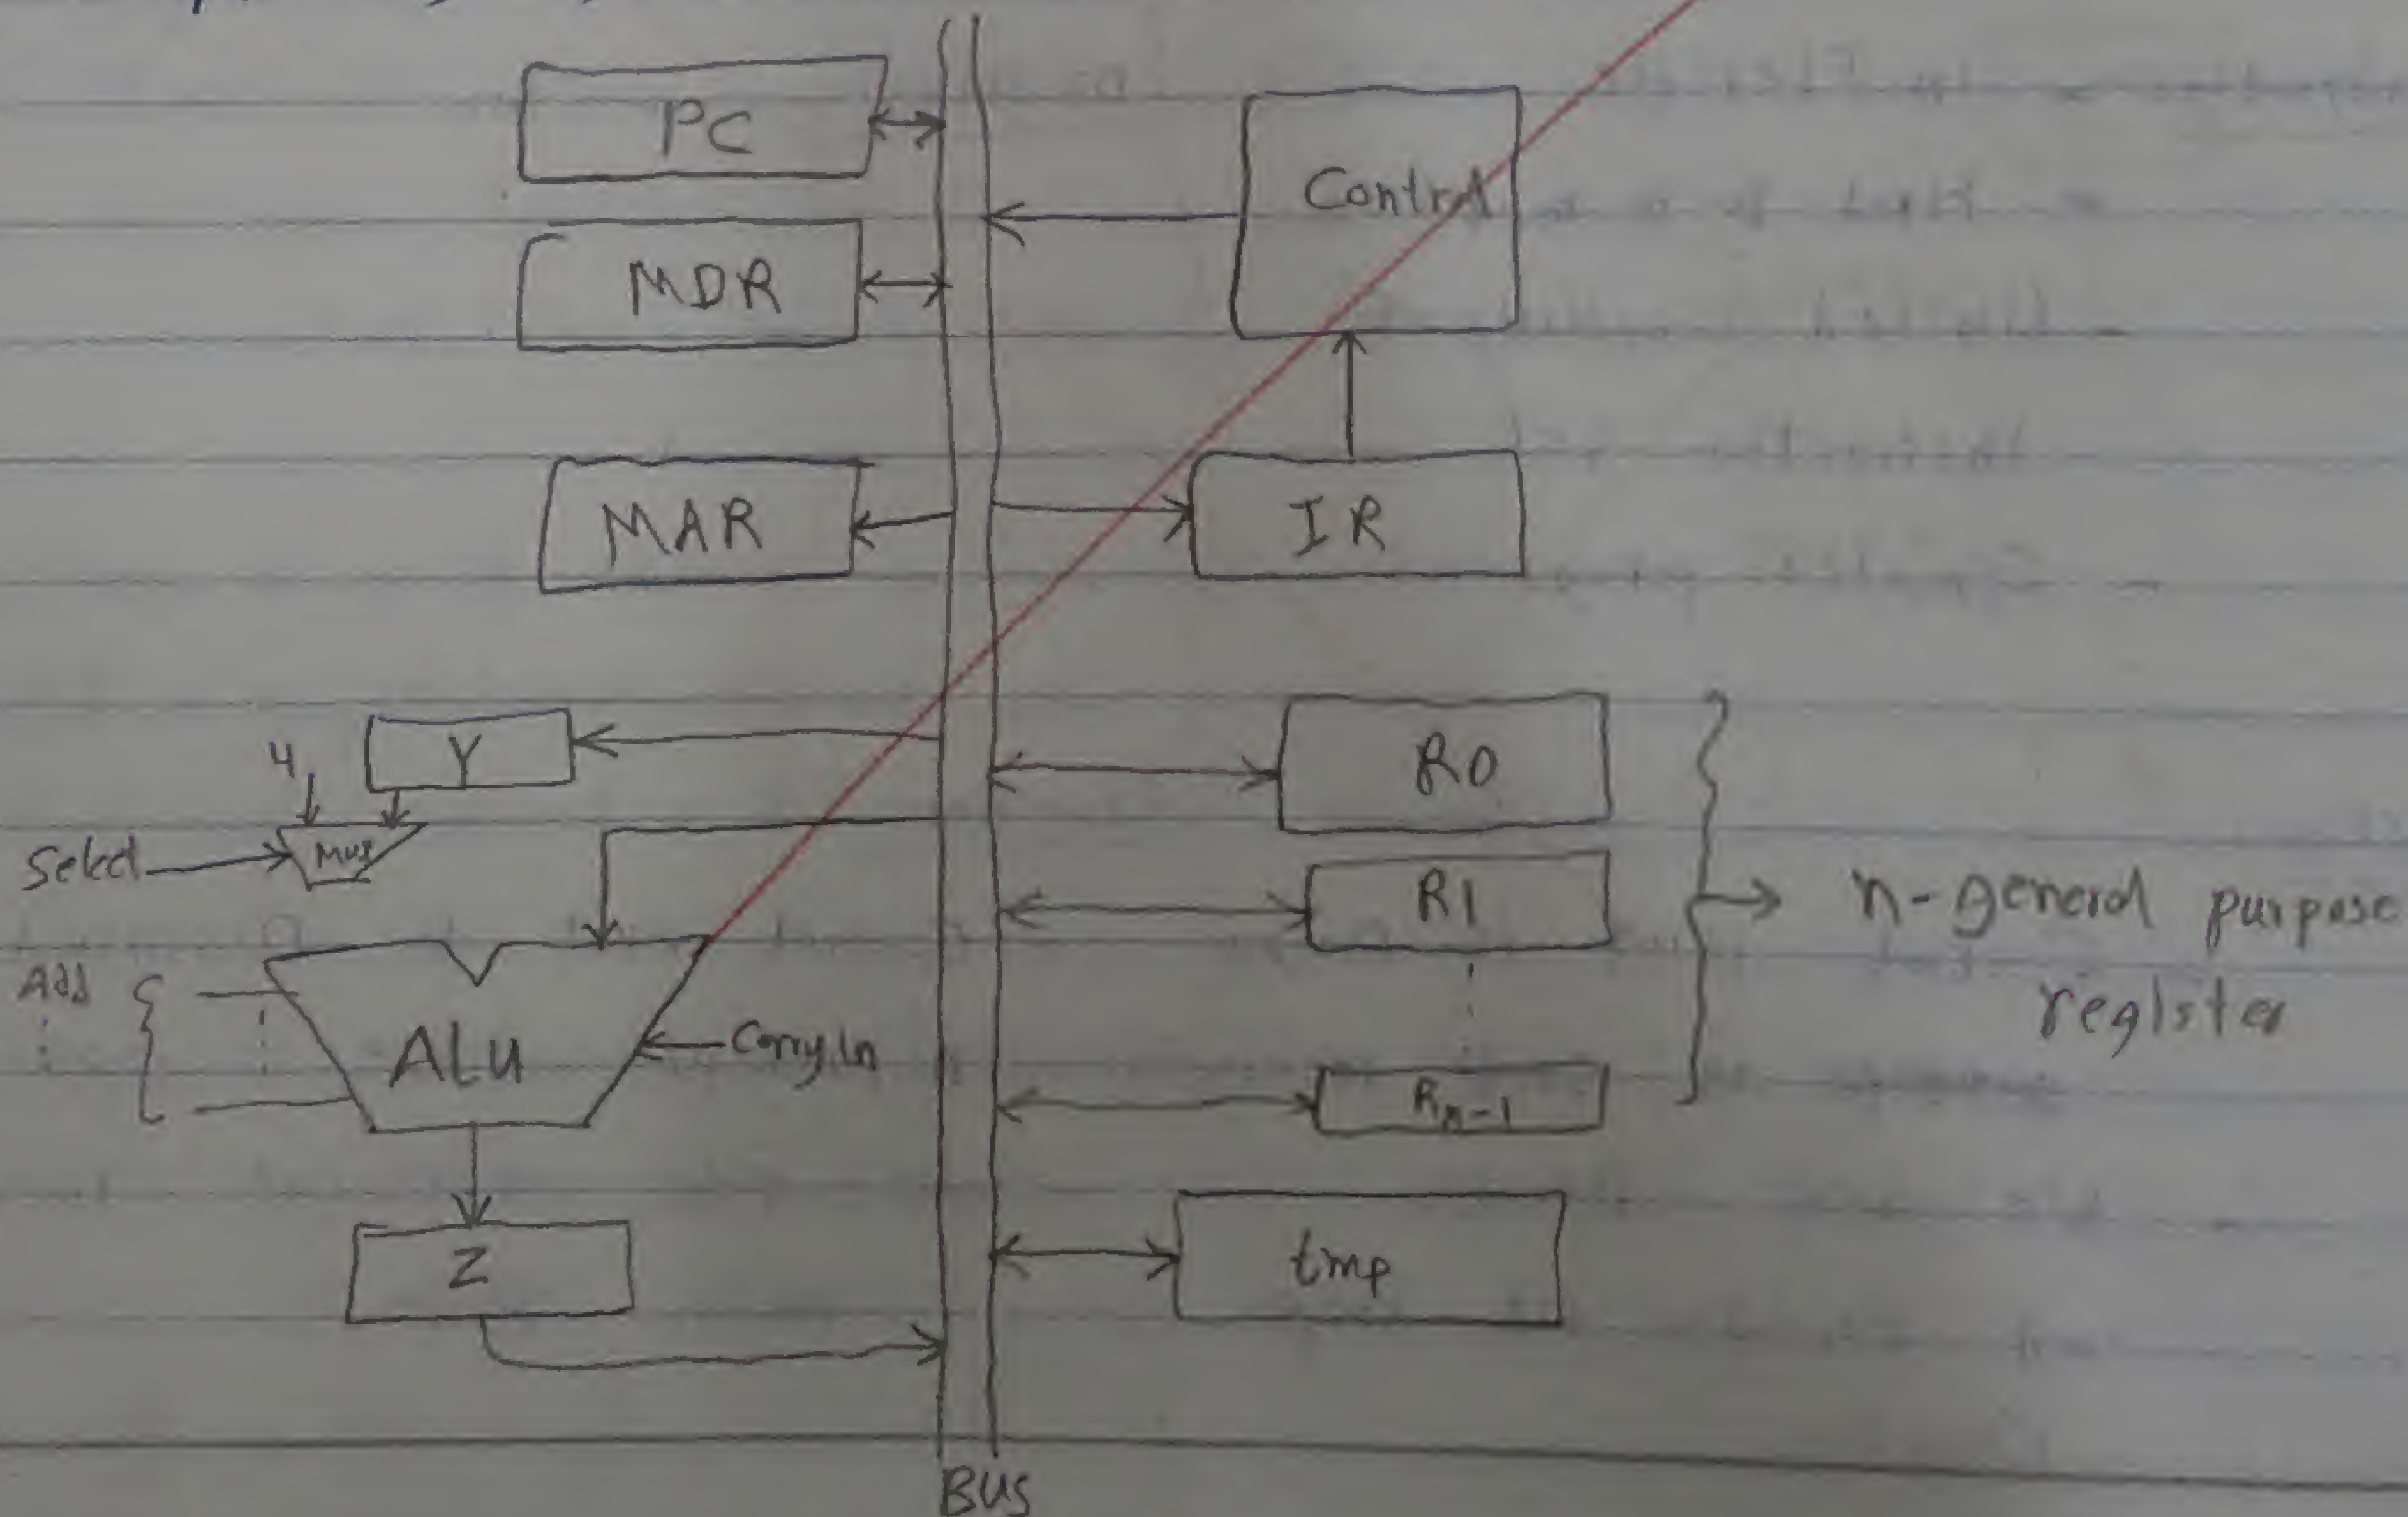 PC
Control
MDR
MAR
IR
Y
4
R0
Select
Mux
R1
n-general purpose
register
Add
ALU
Carry in
Rn-1
Z
tmp
BUS